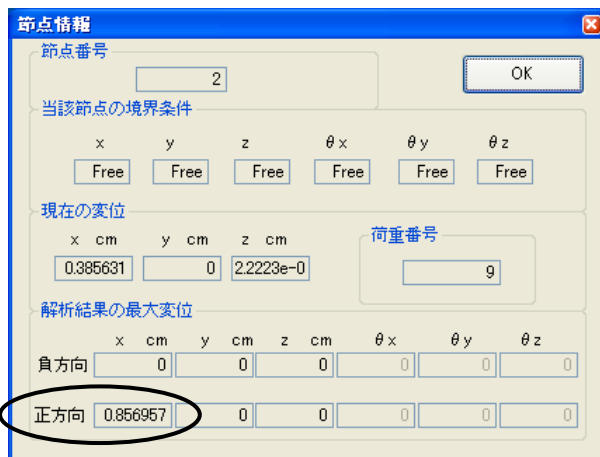 節点情報
節点番号
2
OK
当該節点の境界条件
x y z θx θy θz
Free Free Free Free Free Free
現在の変位
x cm y cm z cm
0.385631 0 2.2223e-0
荷重番号
9
解析結果の最大変位
x cm y cm z cm θx θy θz
負方向 0 0 0 0 0 0
正方向 0.856957 0 0 0 0 0